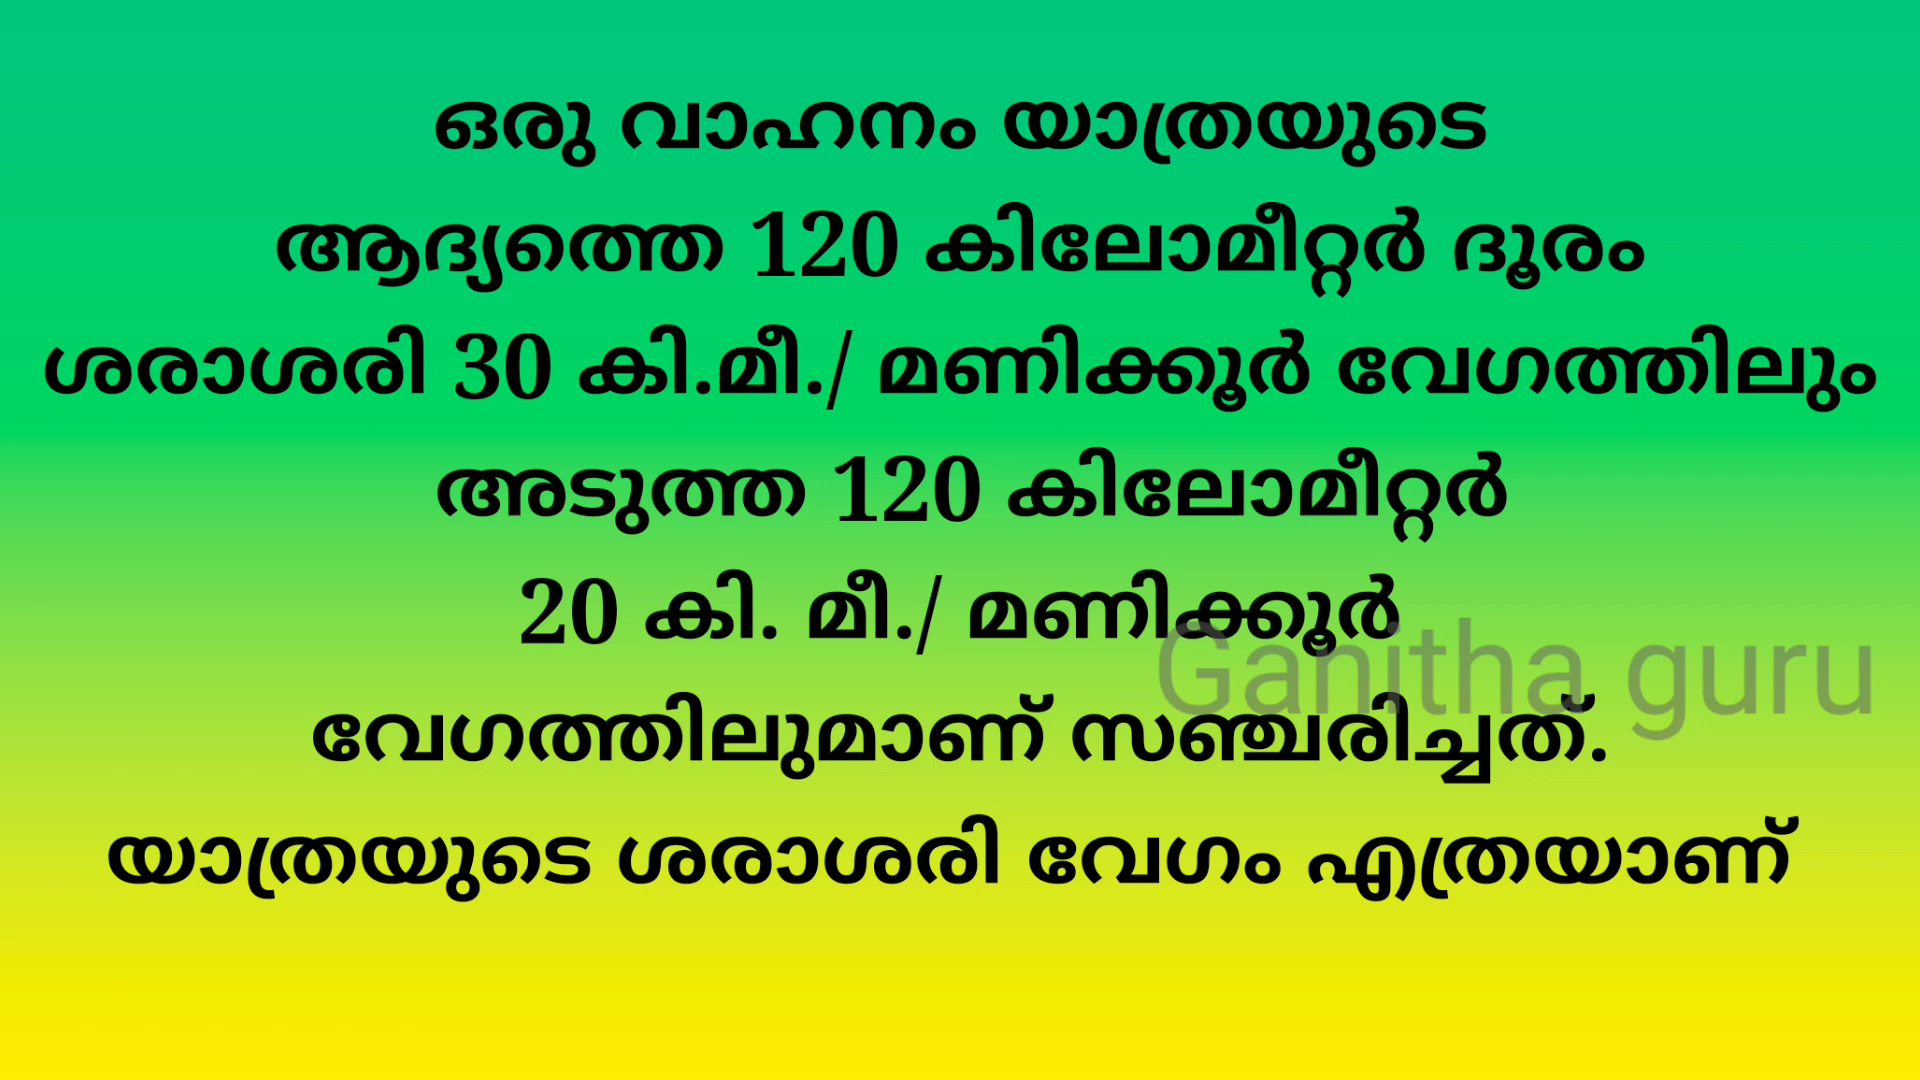 ഒരു വാഹനം യാത്രയുടെ
ആദ്യത്തെ 120 കിലോമീറ്റർ ദൂരം
ശരാശരി 30 കി.മീ./ മണിക്കൂർ വേഗത്തിലും
അടുത്ത 120 കിലോമീറ്റർ
20 കി. മീ./ മണിക്കൂർ
Ganitha guru
വേഗത്തിലുമാണ് സഞ്ചരിച്ചത്.
യാത്രയുടെ ശരാശരി വേഗം എത്രയാണ്